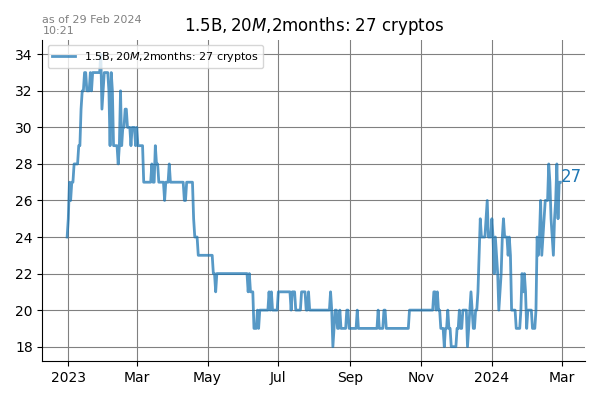 as of 29 Feb 2024
10:21
1.5B, 20M,2months: 27 cryptos
1.5B, 20M,2months: 27 cryptos
34
32
30
28
26
24
22
20
18
27
2023
Mar
May
Jul
Sep
Nov
2024
Mar